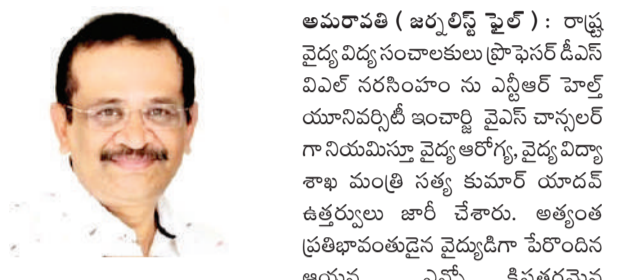 అమరావతి ( జర్నలిస్ట్ ఫైల్ ) : రాష్ట్ర
వైద్య విద్య సంచాలకులు ప్రొఫెసర్ డీఎస్
విఎల్ నరసింహం ను ఎన్టీఆర్ హెల్త్
యూనివర్సిటీ ఇంచార్జి వైఎస్ చాన్సలర్
గా నియమిస్తూ వైద్య ఆరోగ్య, వైద్య విద్యా
శాఖ మంత్రి సత్య కుమార్ యాదవ్
ఉత్తర్వులు జారీ చేశారు. అత్యంత
ప్రతిభావంతుడైన వైద్యుడిగా పేరొందిన